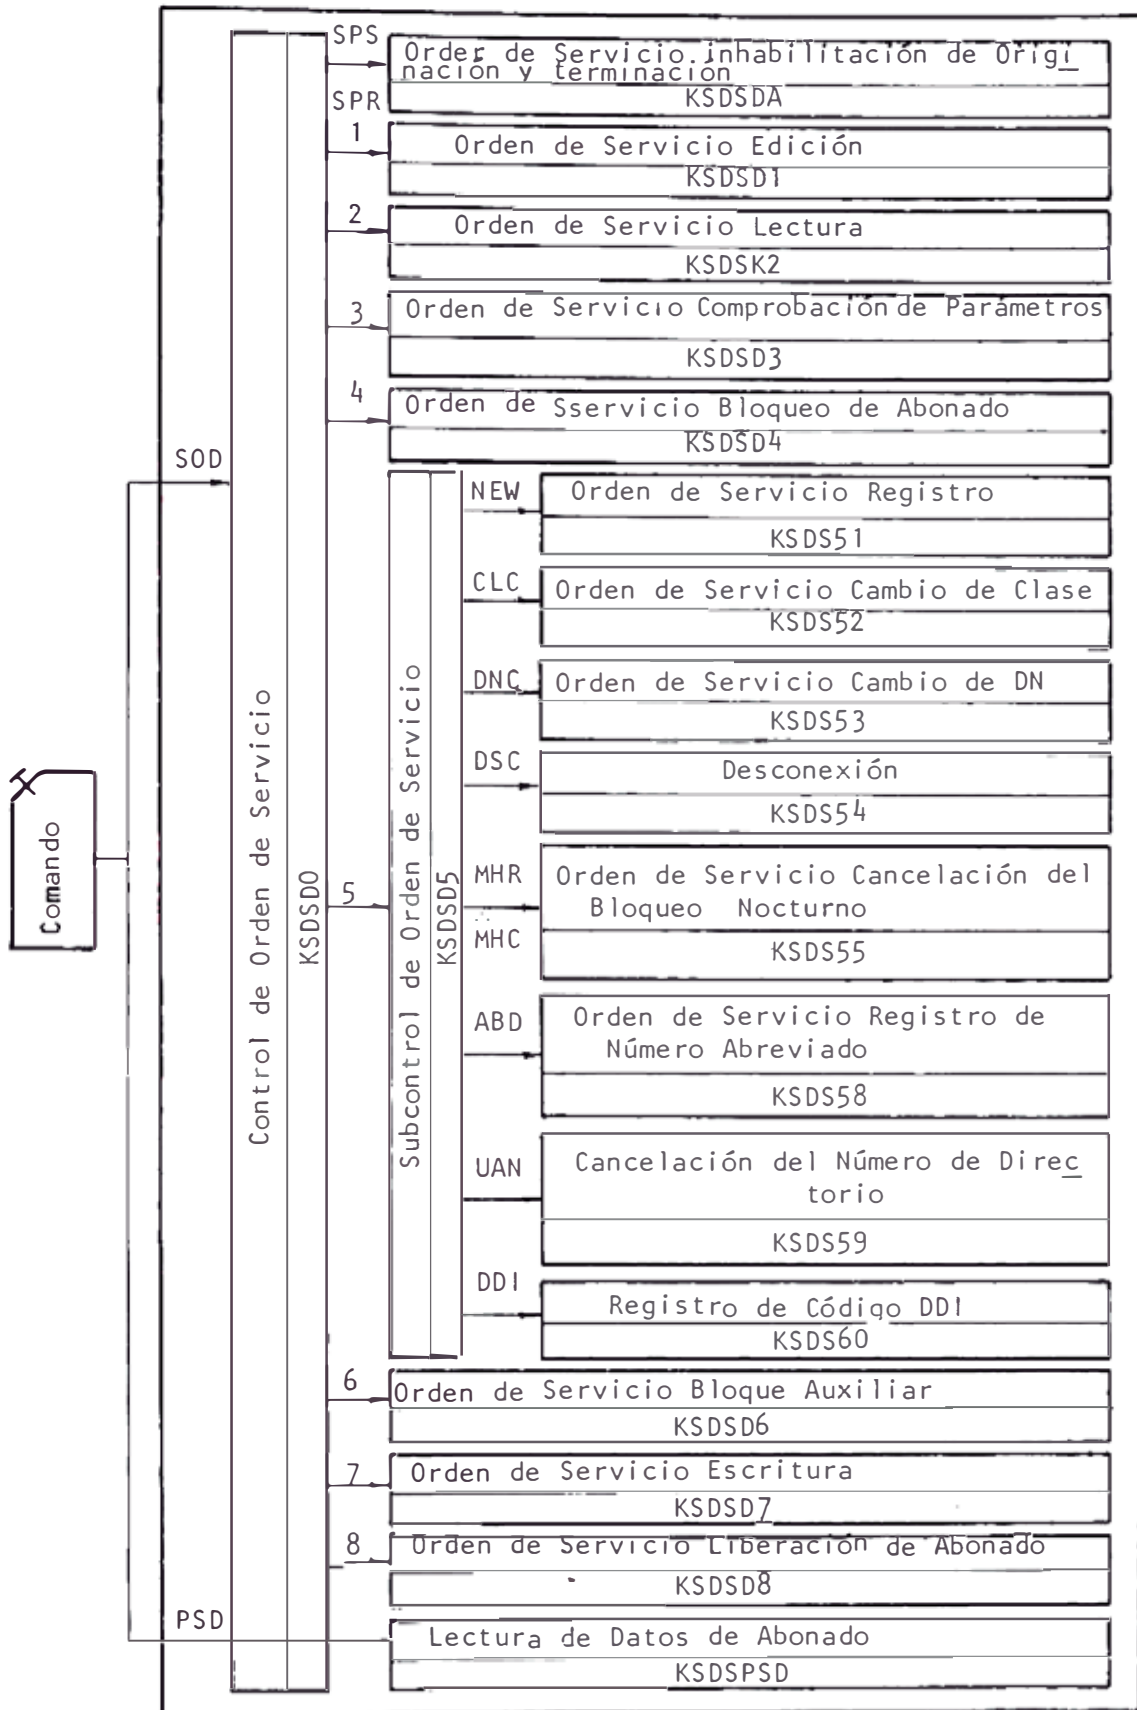 SPS
Order de Servicio.inhabilitación de Origi
nación y terminación
KSDSDA
SPR
1
Orden de Servicio Edición
KSDSD1
2
Orden de Servicio Lectura
KSDSK2
3
Orden de Servicio Comprobación de Parámetros
KSDSD3
4
Orden de Sservicio Bloqueo de Abonado
KSDSD4
SOD
Comando
Control de Orden de Servicio
KSDSD0
5
Subcontrol de Orden de Servicio
KSDSD5
NEW
Orden de Servicio Registro
KSDS51
CLC
Orden de Servicio Cambio de Clase
KSDS52
DNC
Orden de Servicio Cambio de DN
KSDS53
DSC
Desconexión
KSDS54
MHR
MHC
Orden de Servicio Cancelación del
Bloqueo Nocturno
KSDS55
ABD
Orden de Servicio Registro de
Número Abreviado
KSDS58
UAN
Cancelación del Número de Direc
torio
KSDS59
DDI
Registro de Código DDI
KSDS60
6
Orden de Servicio Bloque Auxiliar
KSDSD6
7
Orden de Servicio Escritura
KSDSD7
8
Orden de Servicio Liberación de Abonado
KSDSD8
PSD
Lectura de Datos de Abonado
KSDSPSD